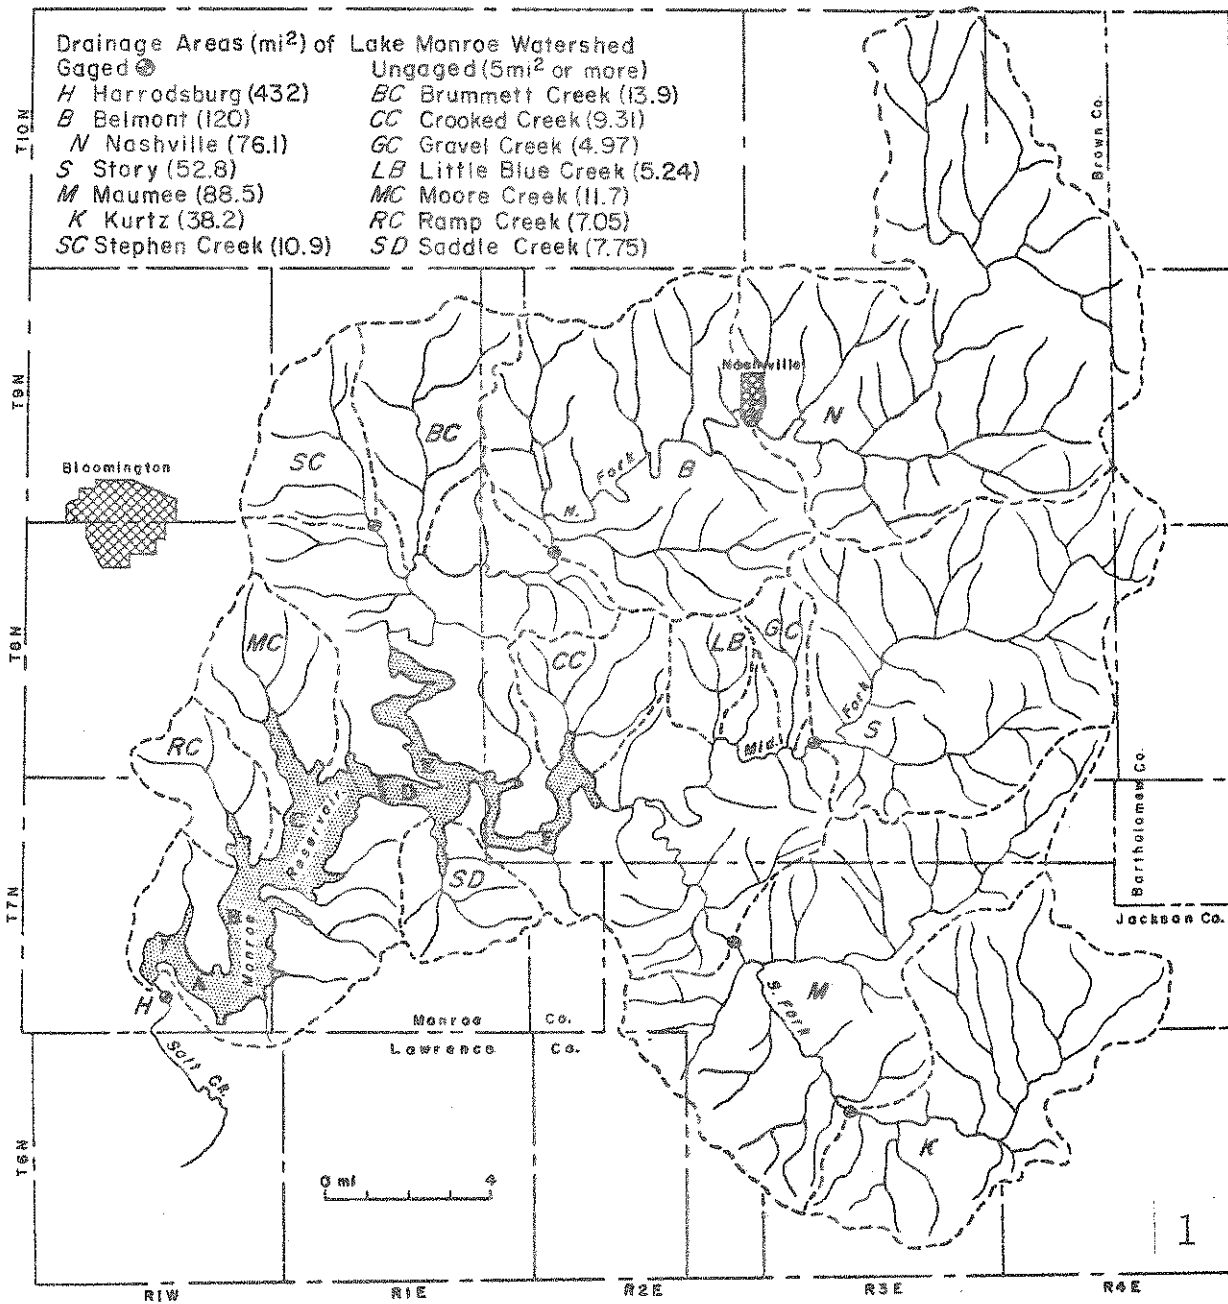 Drainage Areas (mi²) of Lake Monroe Watershed
Gaged
H Harrodsburg (432)
B Belmont (120)
N Nashville (76.1)
S Story (52.8)
M Maumee (88.5)
K Kurtz (38.2)
SC Stephen Creek (10.9)
Ungaged (5mi² or more)
BC Brummett Creek (13.9)
CC Crooked Creek (9.31)
GC Gravel Creek (4.97)
LB Little Blue Creek (5.24)
MC Moore Creek (11.7)
RC Ramp Creek (7.05)
SD Saddle Creek (7.75)
T10N
Brown Co.
T9N
Nashville
N
BC
SC
B
Fork
N.
Bloomington
T8N
MC
CC
LB
GC
Fork
S
Mid.
RC
D
E
C
Reservoir
Bartholomew Co.
T7N
SD
B
Monroe
Jackson Co.
A
H
M
S. Fork
Monroe Co.
Lawrence Co.
Salt Cr.
T6N
K
0 mi 4
1
R1W
R1E
R2E
R3E
R4E